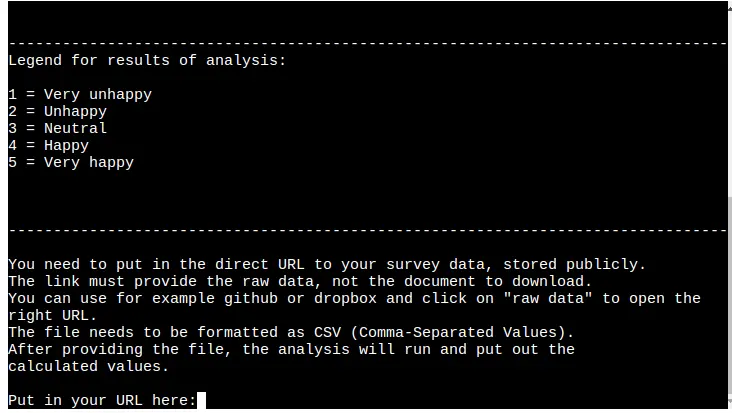 --------------------------------------------------------------------------------
Legend for results of analysis:
1 = Very unhappy
2 = Unhappy
3 = Neutral
4 = Happy
5 = Very happy
--------------------------------------------------------------------------------
You need to put in the direct URL to your survey data, stored publicly.
The link must provide the raw data, not the document to download.
You can use for example github or dropbox and click on "raw data" to open the
right URL.
The file needs to be formatted as CSV (Comma-Separated Values).
After providing the file, the analysis will run and put out the
calculated values.
Put in your URL here: